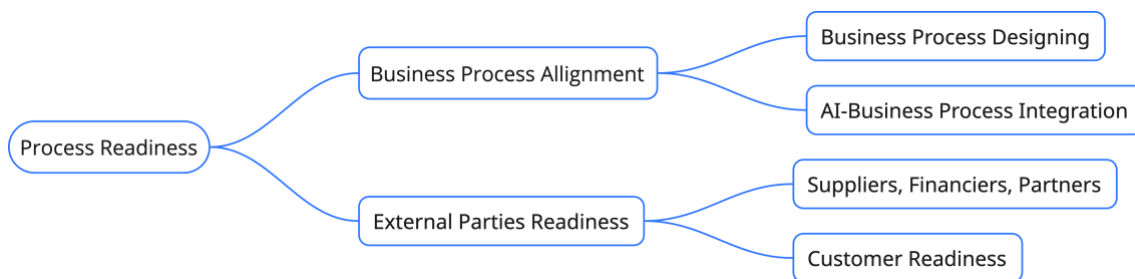 Process Readiness
Business Process Allignment
Business Process Designing
AI-Business Process Integration
External Parties Readiness
Suppliers, Financiers, Partners
Customer Readiness